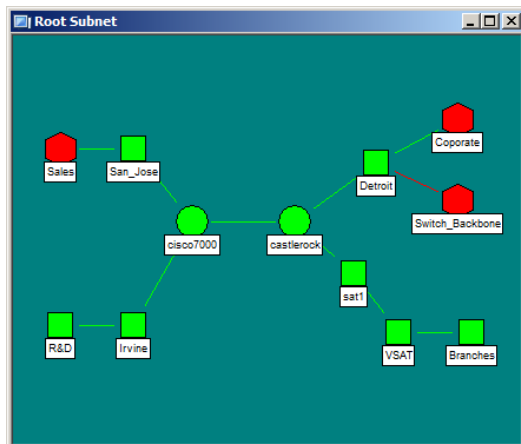 Root Subnet
Coporate
Sales
San_Jose
Detroit
Switch_Backbone
cisco7000
castlerock
sat1
R&D
Irvine
VSAT
Branches